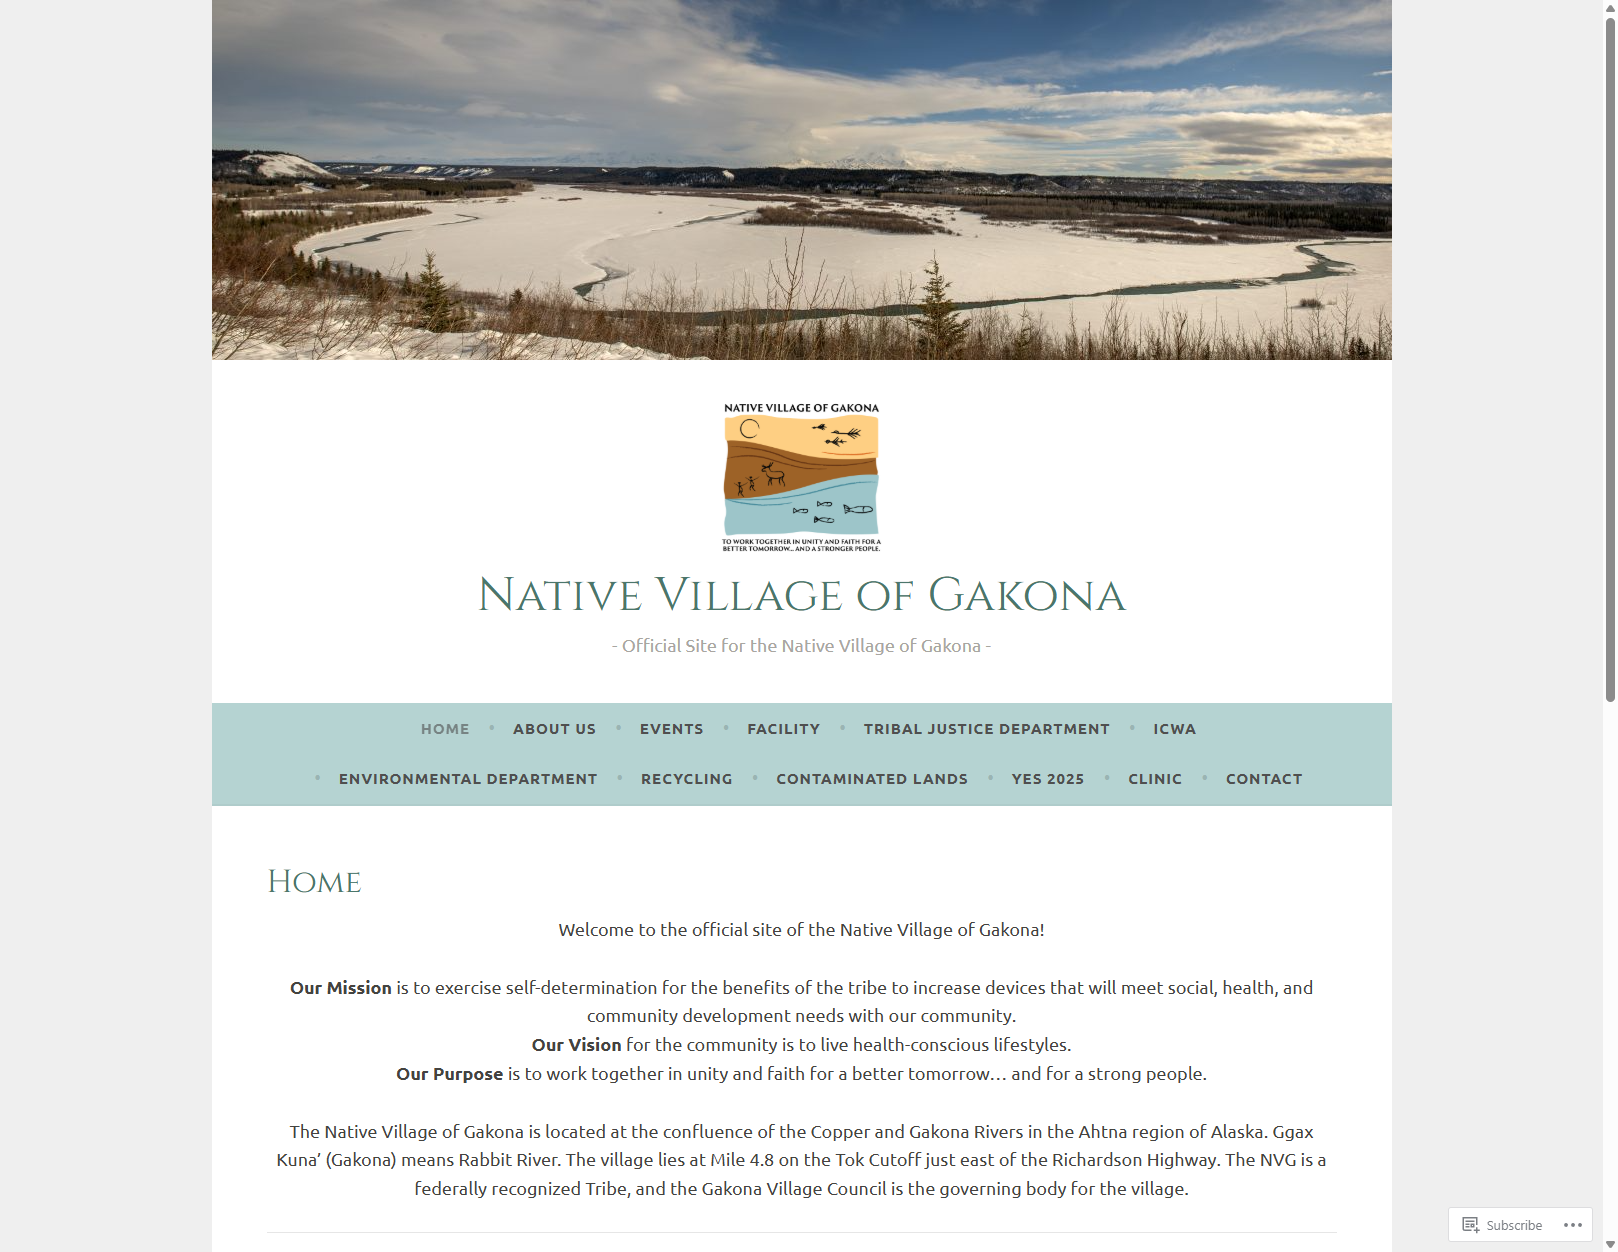 NATIVE VILLAGE OF GAKONA
TO WORK TOGETHER IN UNITY AND FAITH FOR A
BETTER TOMORROW... AND A STRONGER PEOPLE.
Native Village of Gakona
- Official Site for the Native Village of Gakona -
HOME • ABOUT US • EVENTS • FACILITY • TRIBAL JUSTICE DEPARTMENT • ICWA
• ENVIRONMENTAL DEPARTMENT • RECYCLING • CONTAMINATED LANDS • YES 2025 • CLINIC • CONTACT
Home
Welcome to the official site of the Native Village of Gakona!
Our Mission is to exercise self-determination for the benefits of the tribe to increase devices that will meet social, health, and
community development needs with our community.
Our Vision for the community is to live health-conscious lifestyles.
Our Purpose is to work together in unity and faith for a better tomorrow… and for a strong people.
The Native Village of Gakona is located at the confluence of the Copper and Gakona Rivers in the Ahtna region of Alaska. Ggax
Kuna’ (Gakona) means Rabbit River. The village lies at Mile 4.8 on the Tok Cutoff just east of the Richardson Highway. The NVG is a
federally recognized Tribe, and the Gakona Village Council is the governing body for the village.
Subscribe